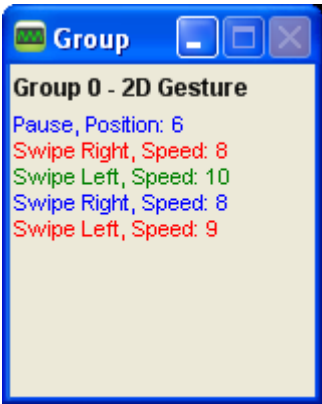 Group
Group 0 - 2D Gesture
Pause, Position: 6
Swipe Right, Speed: 8
Swipe Left, Speed: 10
Swipe Right, Speed: 8
Swipe Left, Speed: 9